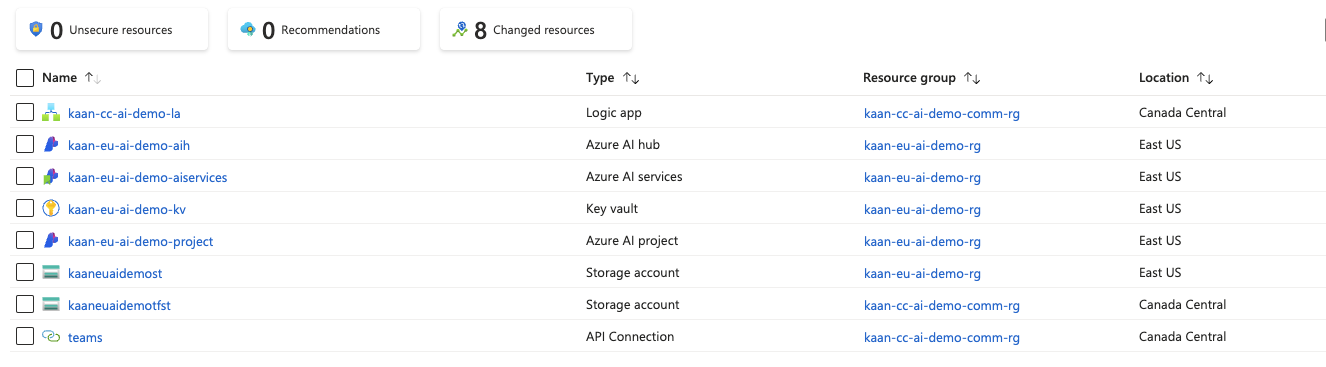 0 Unsecure resources 0 Recommendations 8 Changed resources
Name Type Resource group Location
kaan-cc-ai-demo-la Logic app kaan-cc-ai-demo-comm-rg Canada Central
kaan-eu-ai-demo-aih Azure AI hub kaan-eu-ai-demo-rg East US
kaan-eu-ai-demo-aiservices Azure AI services kaan-eu-ai-demo-rg East US
kaan-eu-ai-demo-kv Key vault kaan-eu-ai-demo-rg East US
kaan-eu-ai-demo-project Azure AI project kaan-eu-ai-demo-rg East US
kaaneuaidemost Storage account kaan-eu-ai-demo-rg East US
kaaneuaidemotfst Storage account kaan-cc-ai-demo-comm-rg Canada Central
teams API Connection kaan-cc-ai-demo-comm-rg Canada Central